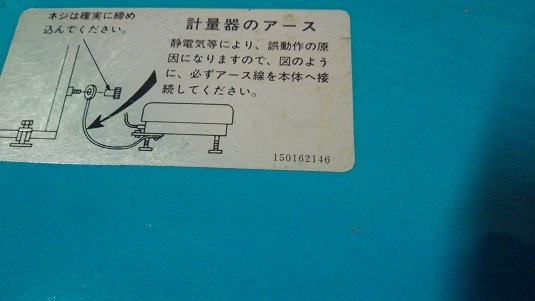 ネジは確実に締め
込んでください。
計量器のアース
静電気等により、誤動作の原
因になりますので、図のよう
に、必ずアース線を本体へ接
続してください。
150162146